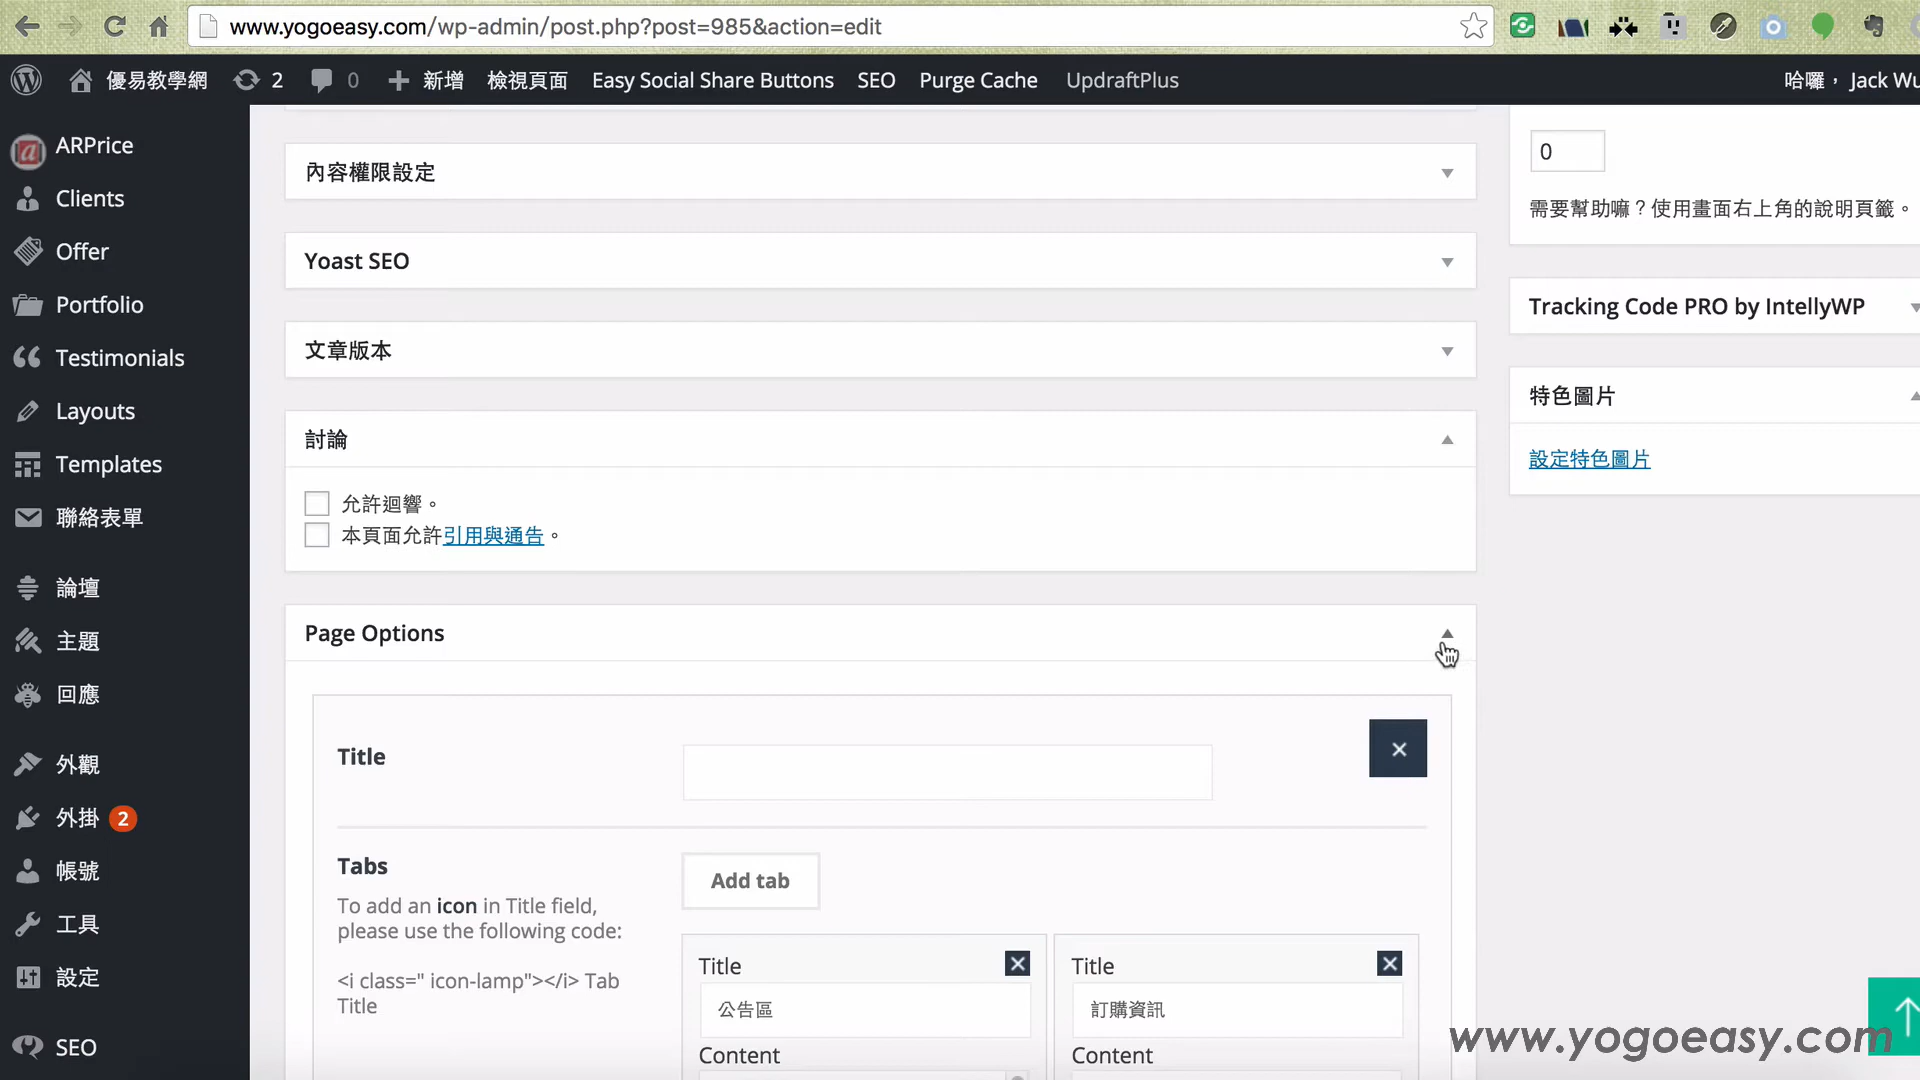 www.yogoeasy.com/wp-admin/post.php?post=985&action=edit
優易教學網 2 0 新增 檢視頁面 Easy Social Share Buttons SEO Purge Cache UpdraftPlus 哈囉, Jack Wu
ARPrice
Clients
Offer
Portfolio
Testimonials
Layouts
Templates
聯絡表單
論壇
主題
回應
外觀
外掛 2
帳號
工具
設定
SEO
內容權限設定
Yoast SEO
文章版本
討論
允許迴響。
本頁面允許引用與通告。
Page Options
Title
Tabs
To add an icon in Title field,
please use the following code:
<i class=" icon-lamp"></i> Tab
Title
Add tab
Title
公告區
Content
Title
訂購資訊
Content
0
需要幫助嘛?使用畫面右上角的說明頁籤。
Tracking Code PRO by IntellyWP
特色圖片
設定特色圖片
www.yogoeasy.com